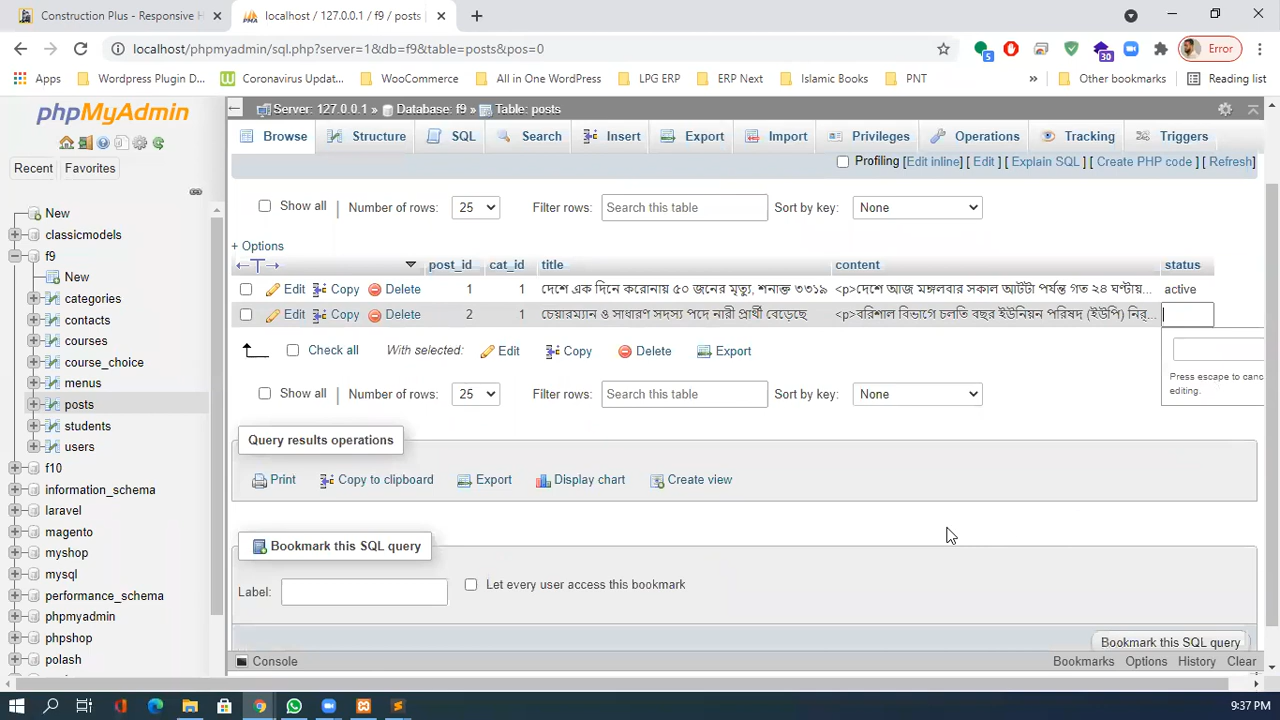 Construction Plus - Responsive H
localhost / 127.0.0.1 / f9 / posts
localhost/phpmyadmin/sql.php?server=1&db=f9&table=posts&pos=0
5
30
Error
Apps
Wordpress Plugin D...
Coronavirus Updat...
WooCommerce
All in One WordPress
LPG ERP
ERP Next
Islamic Books
PNT
»
Other bookmarks
Reading list
phpMyAdmin
Recent
Favorites
New
classicmodels
f9
New
categories
contacts
courses
course_choice
menus
posts
students
users
f10
information_schema
laravel
magento
myshop
mysql
performance_schema
phpmyadmin
phpshop
polash
Server: 127.0.0.1 » Database: f9 » Table: posts
Browse Structure SQL Search Insert Export Import Privileges Operations Tracking Triggers
Profiling [Edit inline] [ Edit ] [ Explain SQL ] [ Create PHP code ] [ Refresh]
Show all Number of rows: 25 Filter rows: Search this table Sort by key: None
+ Options
post_id cat_id title content status
Edit Copy Delete 1 1 দেশে এক দিনে করোনায় ৫০ জনের মৃত্যু, শনাক্ত ৩৩১৯ <p>দেশে আজ মঙ্গলবার সকাল আটটা পর্যন্ত গত ২৪ ঘণ্টায়... active
Edit Copy Delete 2 1 চেয়ারম্যান ও সাধারণ সদস্য পদে নারী প্রার্থী বেড়েছে <p>বরিশাল বিভাগে চলতি বছর ইউনিয়ন পরিষদ (ইউপি) নির্...
Check all With selected: Edit Copy Delete Export
Press escape to canc
editing.
Show all Number of rows: 25 Filter rows: Search this table Sort by key: None
Query results operations
Print Copy to clipboard Export Display chart Create view
Bookmark this SQL query
Label: Let every user access this bookmark
Bookmark this SQL query
Console Bookmarks Options History Clear
9:37 PM